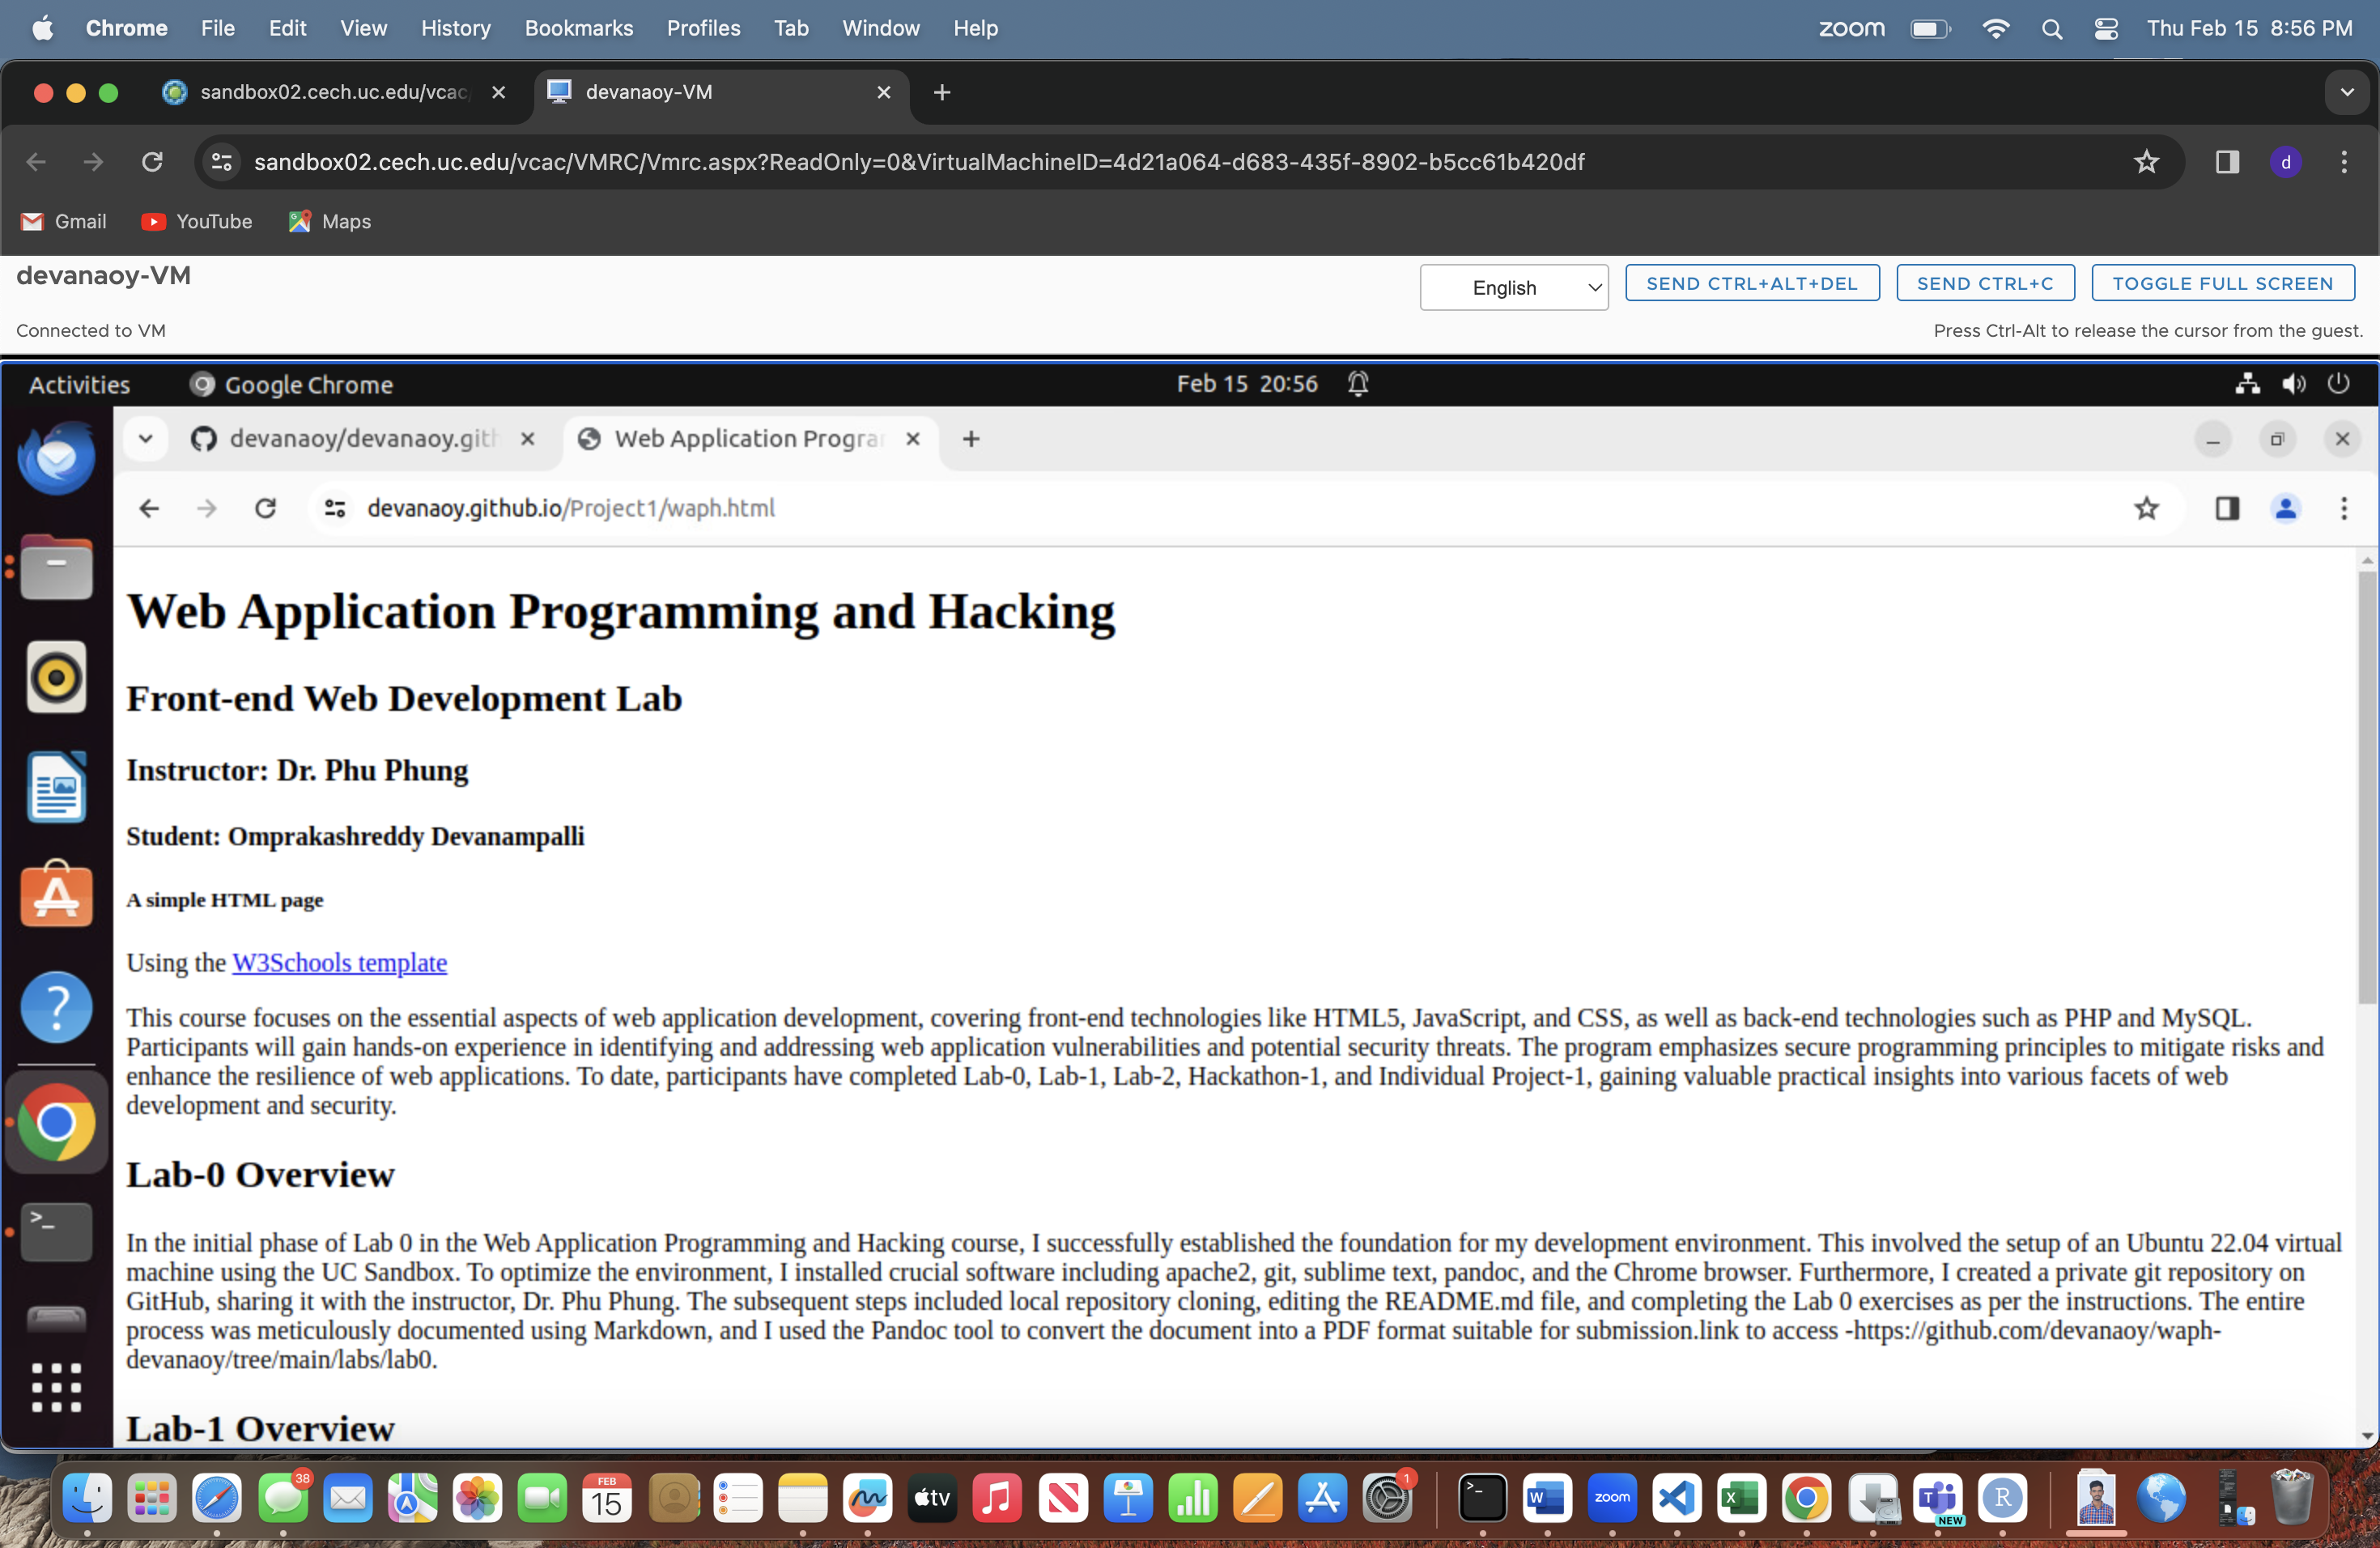 Chrome File Edit View History Bookmarks Profiles Tab Window Help zoom Thu Feb 15 8:56 PM
sandbox02.cech.uc.edu/vcac devanaoy-VM
sandbox02.cech.uc.edu/vcac/VMRC/Vmrc.aspx?ReadOnly=0&VirtualMachineID=4d21a064-d683-435f-8902-b5cc61b420df d
Gmail YouTube Maps
devanaoy-VM English SEND CTRL+ALT+DEL SEND CTRL+C TOGGLE FULL SCREEN
Connected to VM Press Ctrl-Alt to release the cursor from the guest.
Activities Google Chrome Feb 15 20:56
devanaoy/devanaoy.gith Web Application Progra
devanaoy.github.io/Project1/waph.html
Web Application Programming and Hacking
Front-end Web Development Lab
Instructor: Dr. Phu Phung
Student: Omprakashreddy Devanampalli
A simple HTML page
Using the W3Schools template
This course focuses on the essential aspects of web application development, covering front-end technologies like HTML5, JavaScript, and CSS, as well as back-end technologies such as PHP and MySQL.
Participants will gain hands-on experience in identifying and addressing web application vulnerabilities and potential security threats. The program emphasizes secure programming principles to mitigate risks and
enhance the resilience of web applications. To date, participants have completed Lab-0, Lab-1, Lab-2, Hackathon-1, and Individual Project-1, gaining valuable practical insights into various facets of web
development and security.
Lab-0 Overview
In the initial phase of Lab 0 in the Web Application Programming and Hacking course, I successfully established the foundation for my development environment. This involved the setup of an Ubuntu 22.04 virtual
machine using the UC Sandbox. To optimize the environment, I installed crucial software including apache2, git, sublime text, pandoc, and the Chrome browser. Furthermore, I created a private git repository on
GitHub, sharing it with the instructor, Dr. Phu Phung. The subsequent steps included local repository cloning, editing the README.md file, and completing the Lab 0 exercises as per the instructions. The entire
process was meticulously documented using Markdown, and I used the Pandoc tool to convert the document into a PDF format suitable for submission.link to access -https://github.com/devanaoy/waph-
devanaoy/tree/main/labs/lab0.
Lab-1 Overview
38 FEB 15 tv 1 W zoom X T NEW R